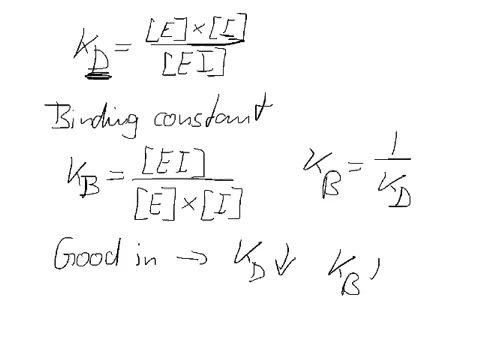 K_D = [E]×[I] / [EI]
Binding constant
K_B = [EI] / [E]×[I]   K_B = 1 / K_D
Good in → K_D ↓ K_B